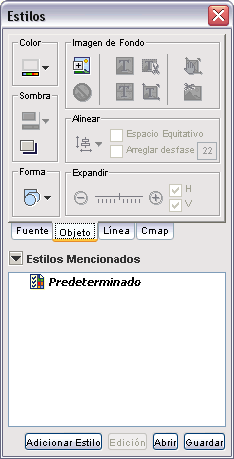 Estilos
Color
Imagen de Fondo
Sombra
Alinear
Espacio Equitativo
Arreglar desfase 22
Forma
Expandir
H
V
Fuente Objeto Línea Cmap
Estilos Mencionados
Predeterminado
Adicionar Estilo Edición Abrir Guardar